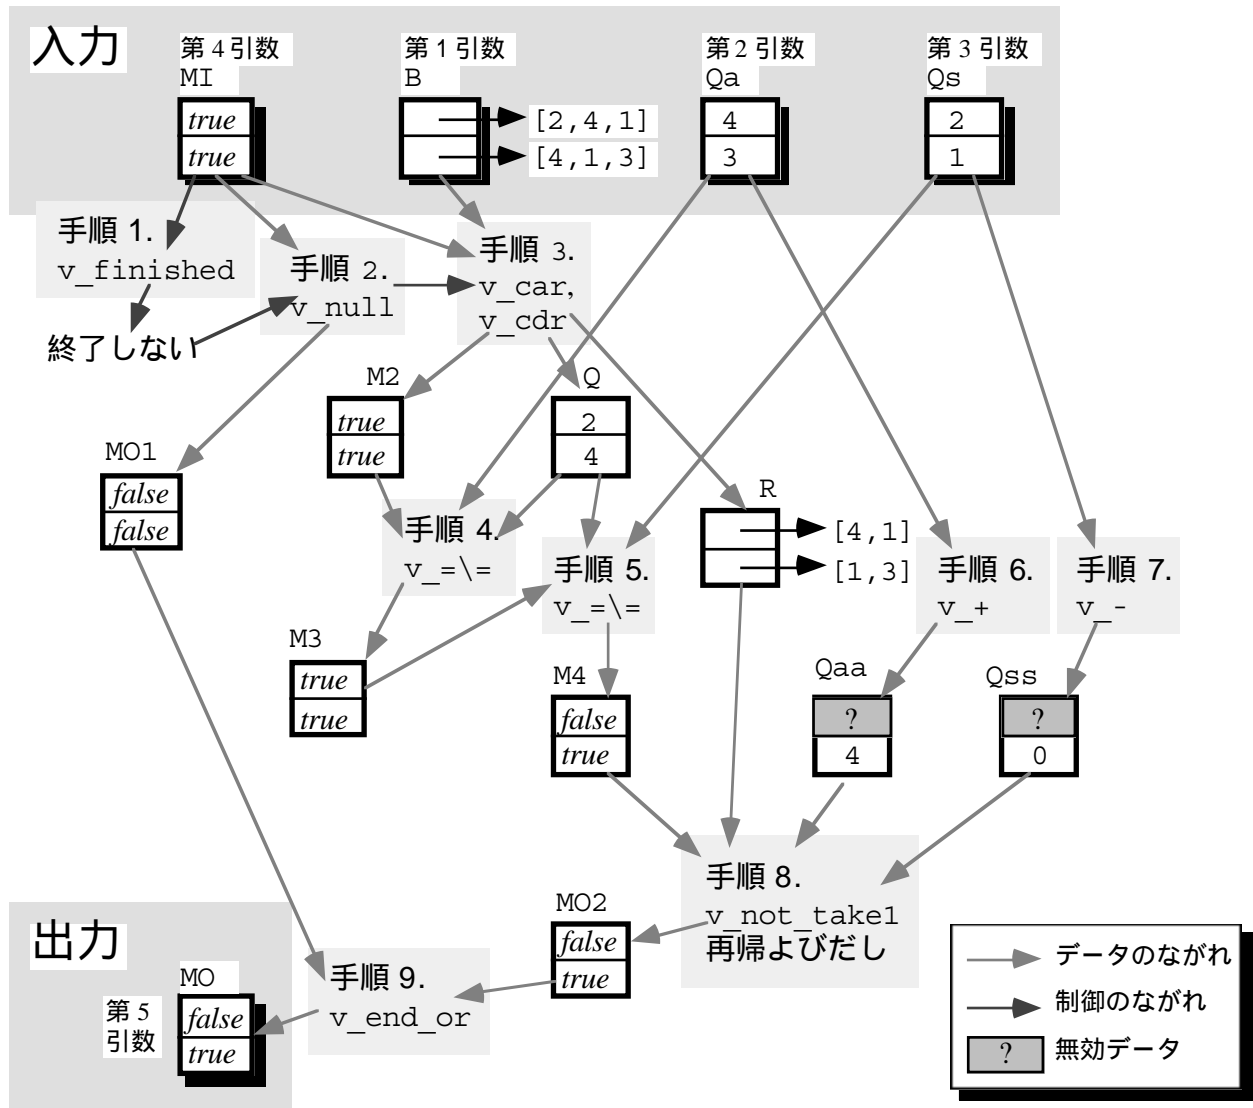 入力
第4引数
MI
true
true
第1引数
B
[2,4,1]
[4,1,3]
第2引数
Qa
4
3
第3引数
Qs
2
1
手順 1.
v_finished
終了しない
手順 2.
v_null
手順 3.
v_car,
v_cdr
M2
true
true
Q
2
4
MO1
false
false
手順 4.
v_=\=
手順 5.
v_=\=
R
[4,1]
[1,3]
手順 6.
v_+
手順 7.
v_-
M3
true
true
M4
false
true
Qaa
?
4
Qss
?
0
手順 8.
v_not_take1
再帰よびだし
MO2
false
true
手順 9.
v_end_or
出力
MO
第5
引数
false
true
データのながれ
制御のながれ
?
無効データ